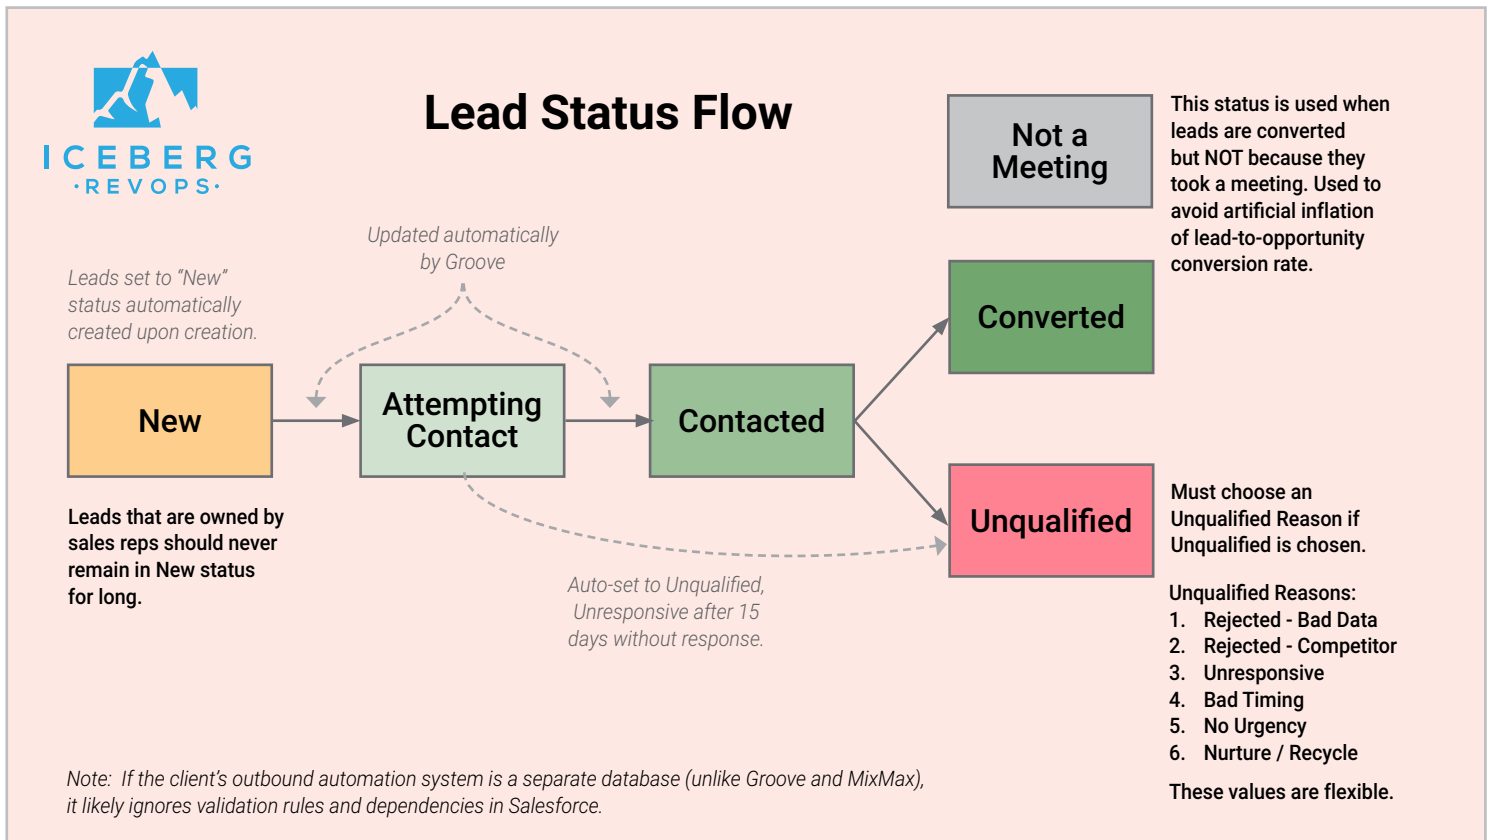 ICEBERG
·REVOPS·
Lead Status Flow
Not a
Meeting
This status is used when
leads are converted
but NOT because they
took a meeting. Used to
avoid artificial inflation
of lead-to-opportunity
conversion rate.
Updated automatically
by Groove
Leads set to “New”
status automatically
created upon creation.
Converted
New
Attempting
Contact
Contacted
Unqualified
Leads that are owned by
sales reps should never
remain in New status
for long.
Auto-set to Unqualified,
Unresponsive after 15
days without response.
Must choose an
Unqualified Reason if
Unqualified is chosen.
Unqualified Reasons:
1. Rejected - Bad Data
2. Rejected - Competitor
3. Unresponsive
4. Bad Timing
5. No Urgency
6. Nurture / Recycle
These values are flexible.
Note: If the client’s outbound automation system is a separate database (unlike Groove and MixMax),
it likely ignores validation rules and dependencies in Salesforce.